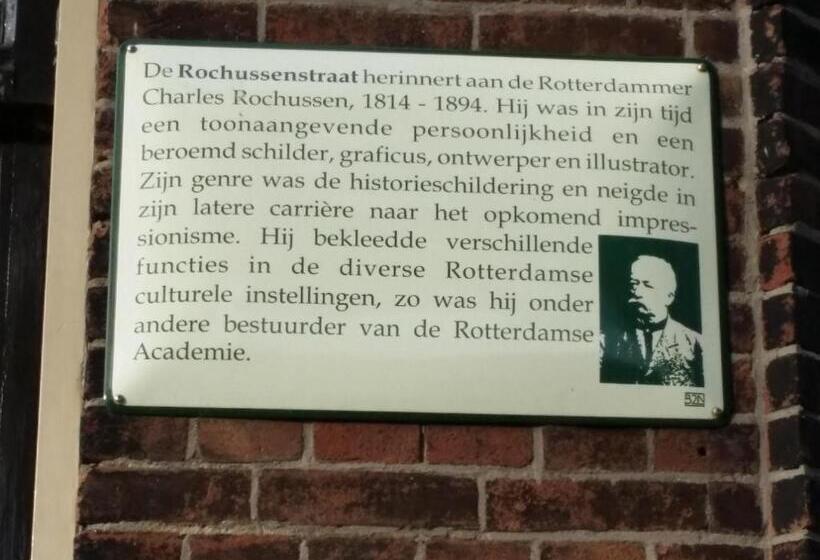 De Rochussenstraat herinnert aan de Rotterdammer
Charles Rochussen, 1814 - 1894. Hij was in zijn tijd
een toonaangevende persoonlijkheid en een
beroemd schilder, graficus, ontwerper en illustrator.
Zijn genre was de historieschildering en neigde in
zijn latere carrière naar het opkomend impres-
sionisme. Hij bekleedde verschillende
functies in de diverse Rotterdamse
culturele instellingen, zo was hij onder
andere bestuurder van de Rotterdamse
Academie.